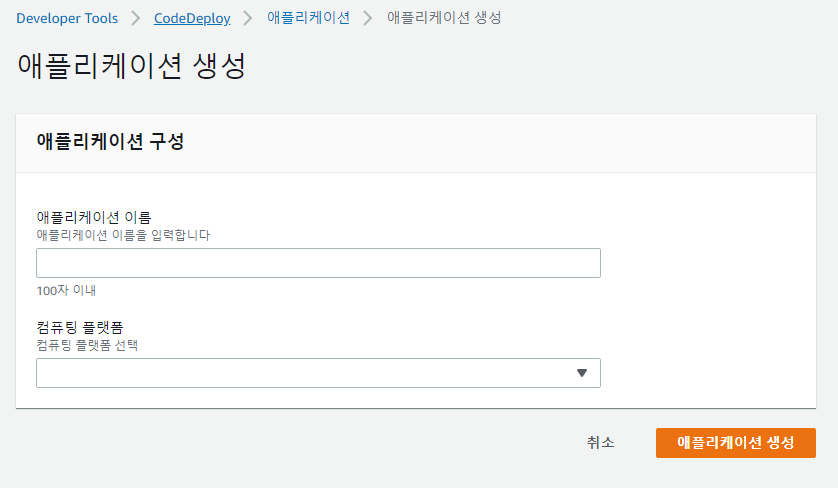 Developer Tools > CodeDeploy > 애플리케이션 > 애플리케이션 생성
애플리케이션 생성
애플리케이션 구성
애플리케이션 이름
애플리케이션 이름을 입력합니다
100자 이내
컴퓨팅 플랫폼
컴퓨팅 플랫폼 선택
취소 애플리케이션 생성